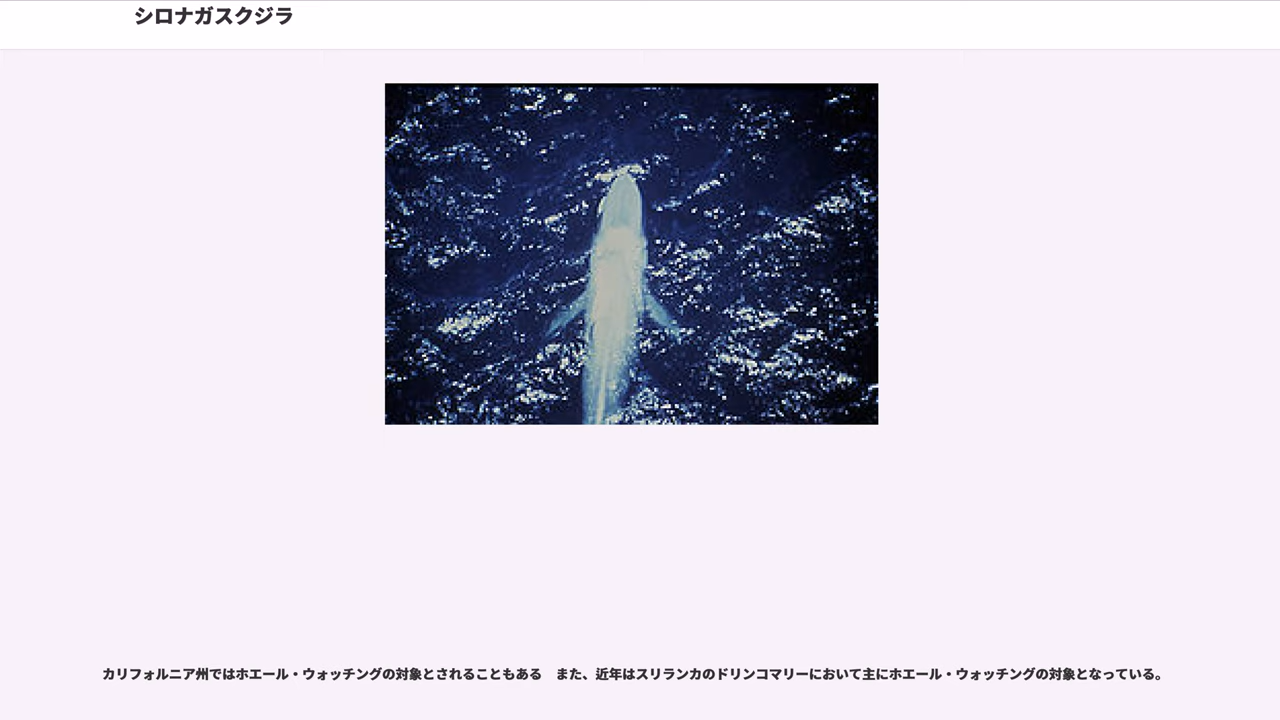 シロナガスクジラ
カリフォルニア州ではホエール・ウォッチングの対象とされることもある　また、近年はスリランカのドリンコマリーにおいて主にホエール・ウォッチングの対象となっている。